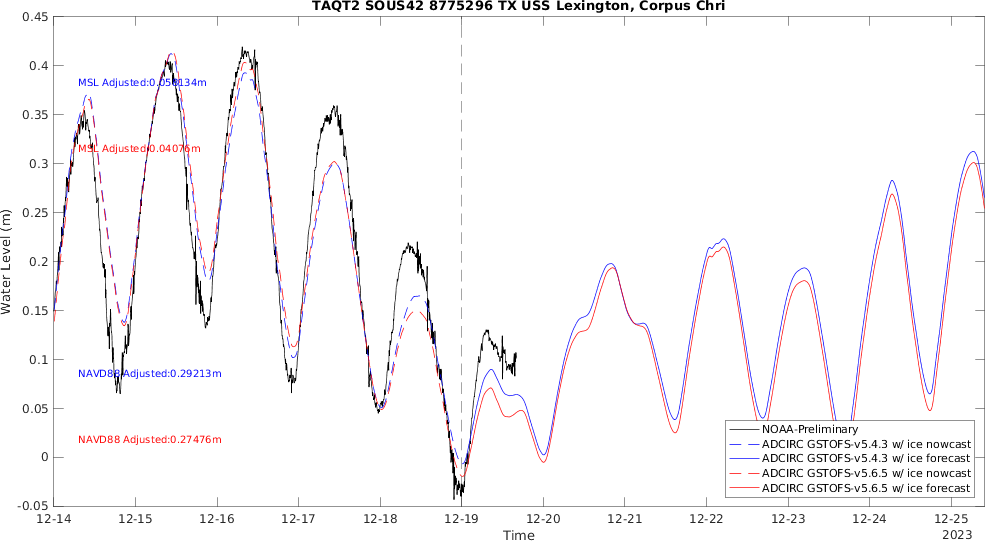 TAQT2 SOUS42 8775296 TX USS Lexington, Corpus Chri
0.45
0.4
0.35
0.3
0.25
0.2
0.15
0.1
0.05
0
-0.05
Water Level (m)
MSL Adjusted:0.058134m
MSL Adjusted:0.04076m
NAVD88 Adjusted:0.29213m
NAVD88 Adjusted:0.27476m
NOAA-Preliminary
ADCIRC GSTOFS-v5.4.3 w/ ice nowcast
ADCIRC GSTOFS-v5.4.3 w/ ice forecast
ADCIRC GSTOFS-v5.6.5 w/ ice nowcast
ADCIRC GSTOFS-v5.6.5 w/ ice forecast
12-14 12-15 12-16 12-17 12-18 12-19 12-20 12-21 12-22 12-23 12-24 12-25
Time
2023